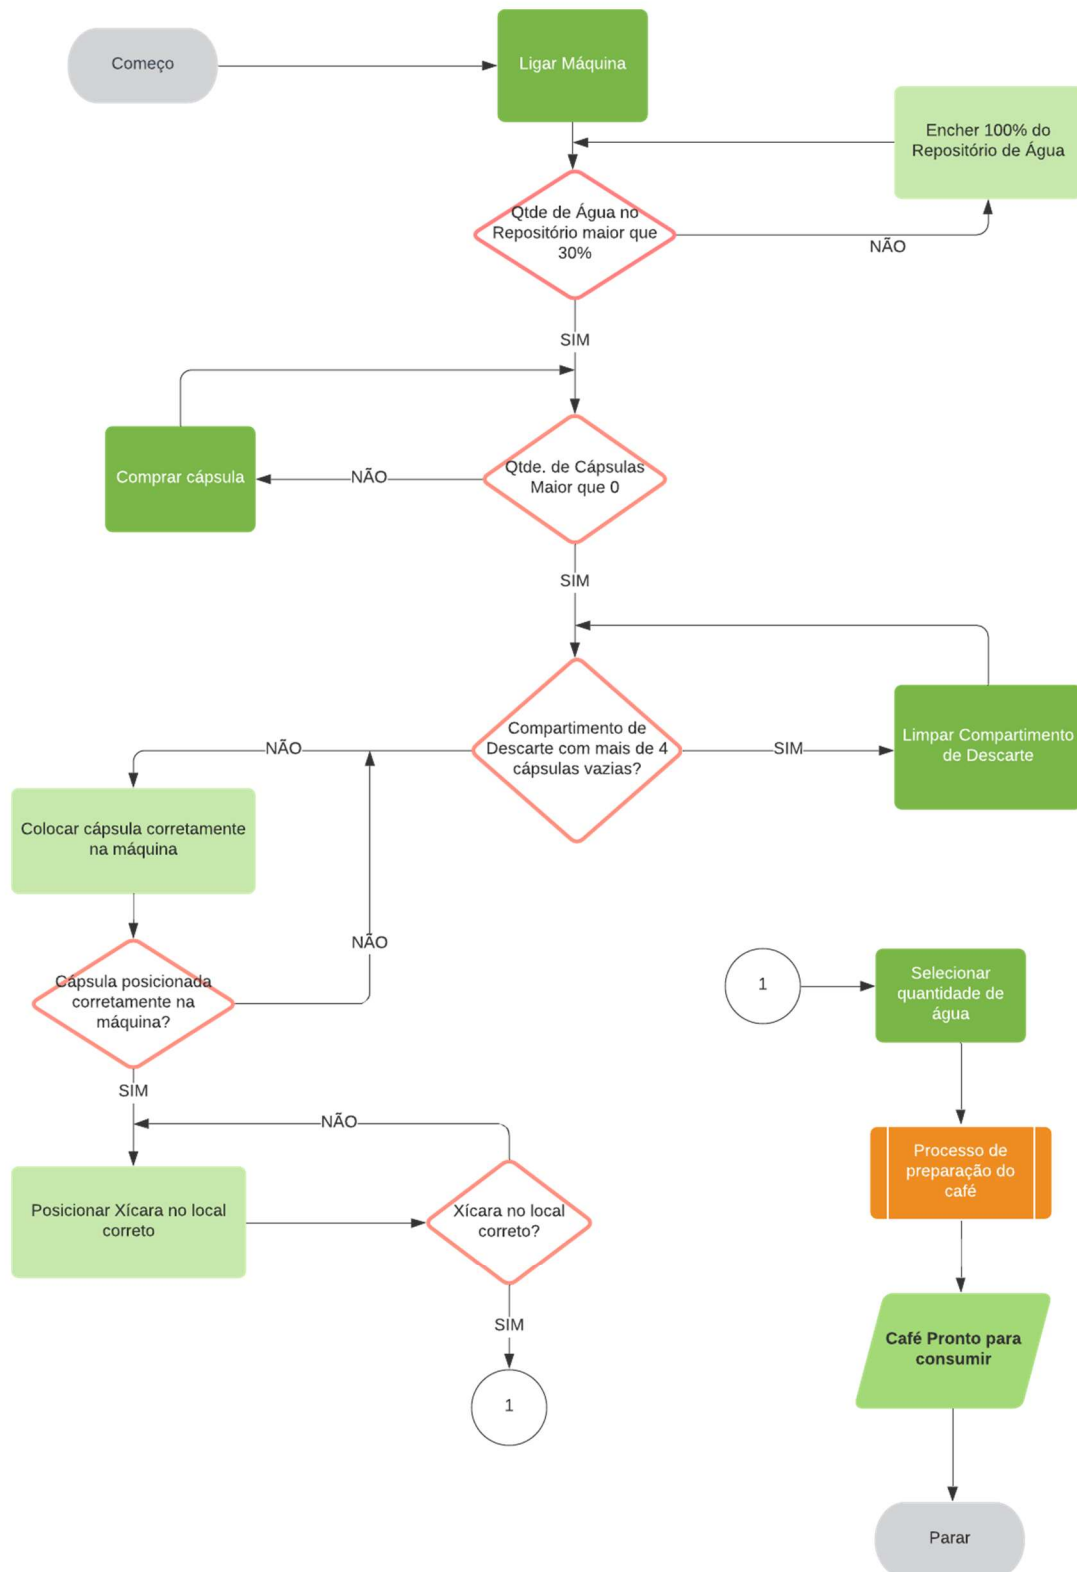 Começo
Ligar Máquina
Encher 100% do
Repositório de Água
Qtde de Água no
Repositório maior que
30%
NÃO
SIM
Comprar cápsula
NÃO
Qtde. de Cápsulas
Maior que 0
SIM
Compartimento de
Descarte com mais de 4
cápsulas vazias?
NÃO
SIM
Limpar Compartimento
de Descarte
Colocar cápsula corretamente
na máquina
NÃO
Cápsula posicionada
corretamente na
máquina?
SIM
NÃO
Posicionar Xícara no local
correto
Xícara no local
correto?
SIM
1
1
Selecionar
quantidade de
água
Processo de
preparação do
café
Café Pronto para
consumir
Parar